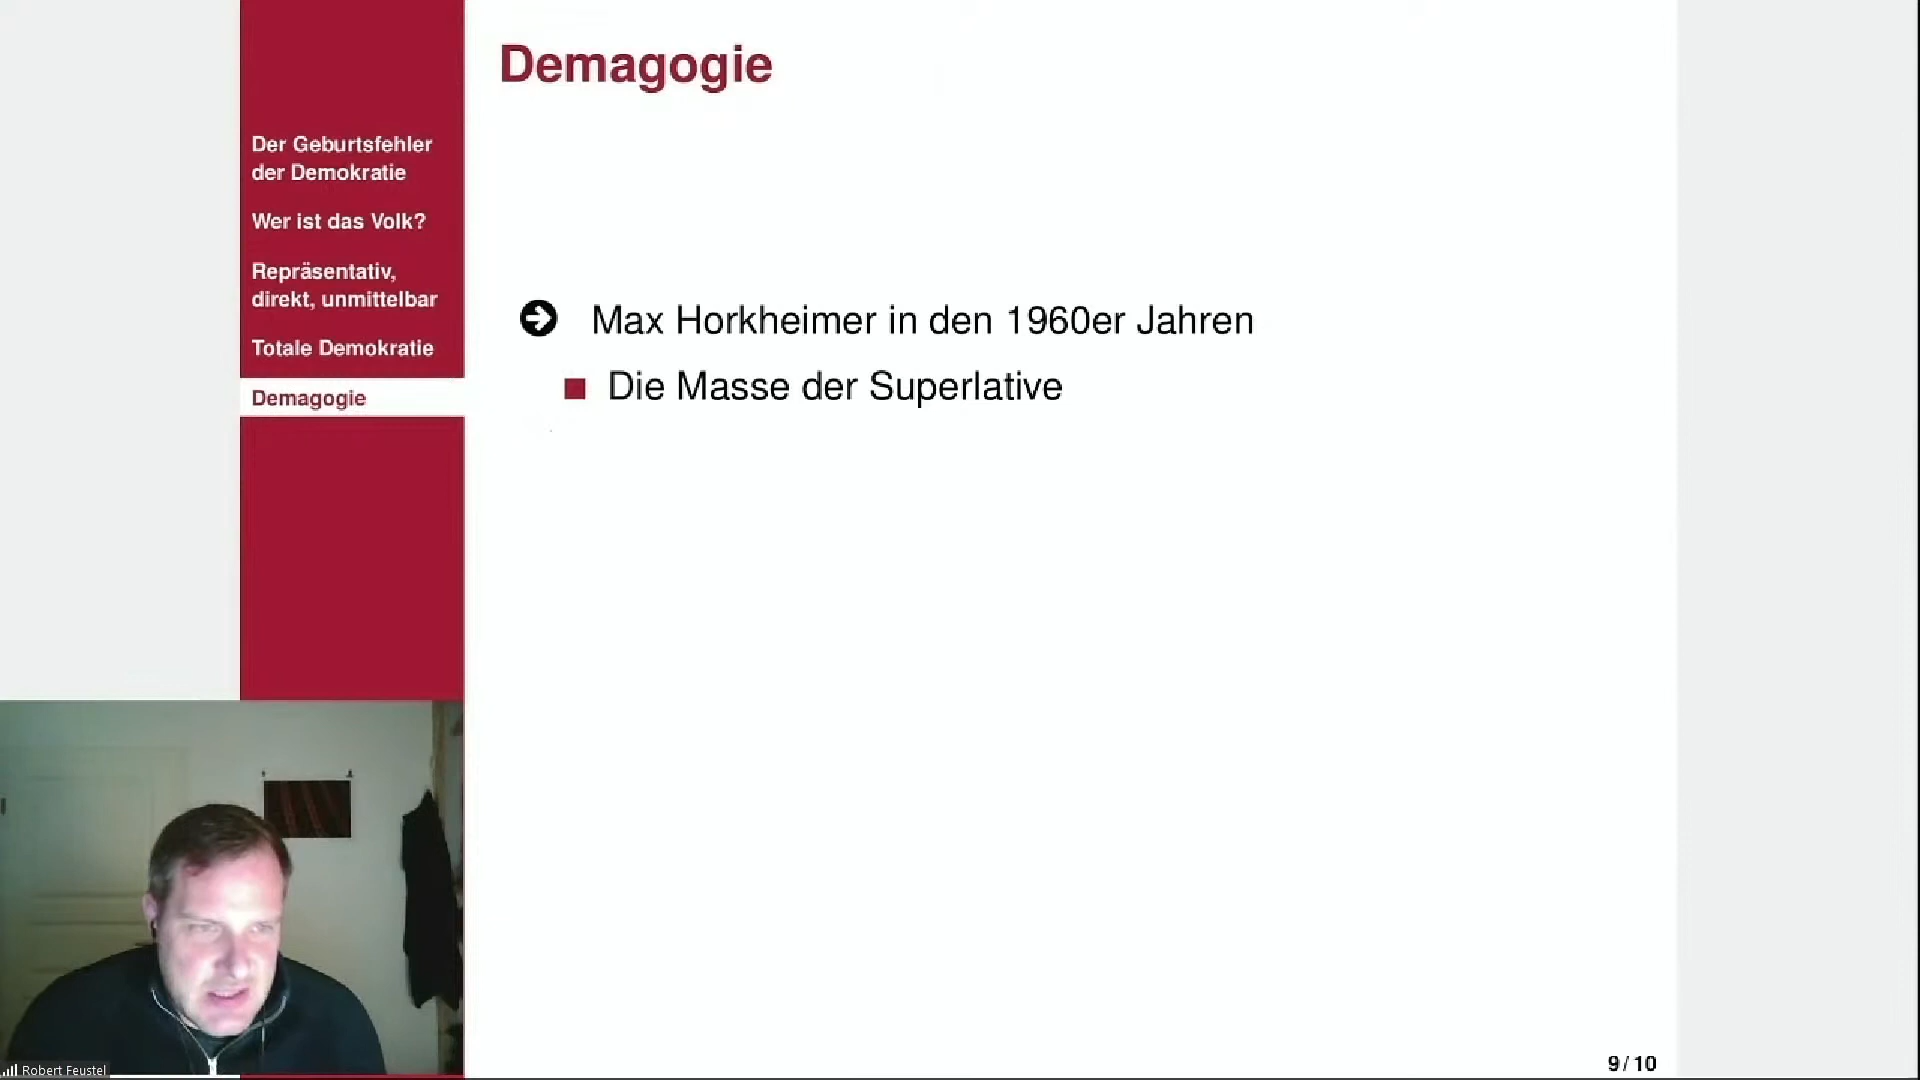 Demagogie
Der Geburtsfehler
der Demokratie
Wer ist das Volk?
Repräsentativ,
direkt, unmittelbar
Totale Demokratie
Demagogie
Max Horkheimer in den 1960er Jahren
Die Masse der Superlative
Robert Feustel
9 / 10